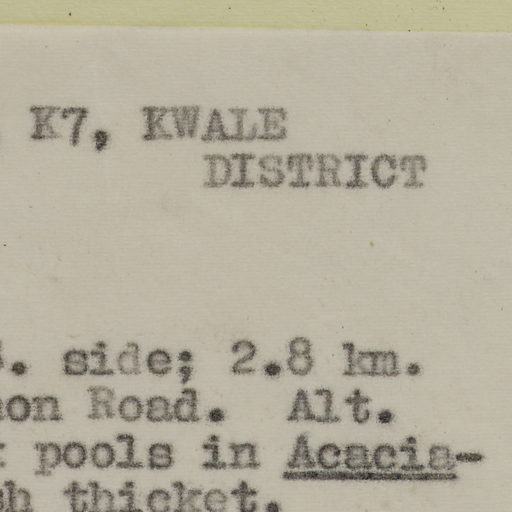 K7, KWALE
DISTRICT
side; 2.8 km.
Road. Alt.
pools in Acacia-
thicket.